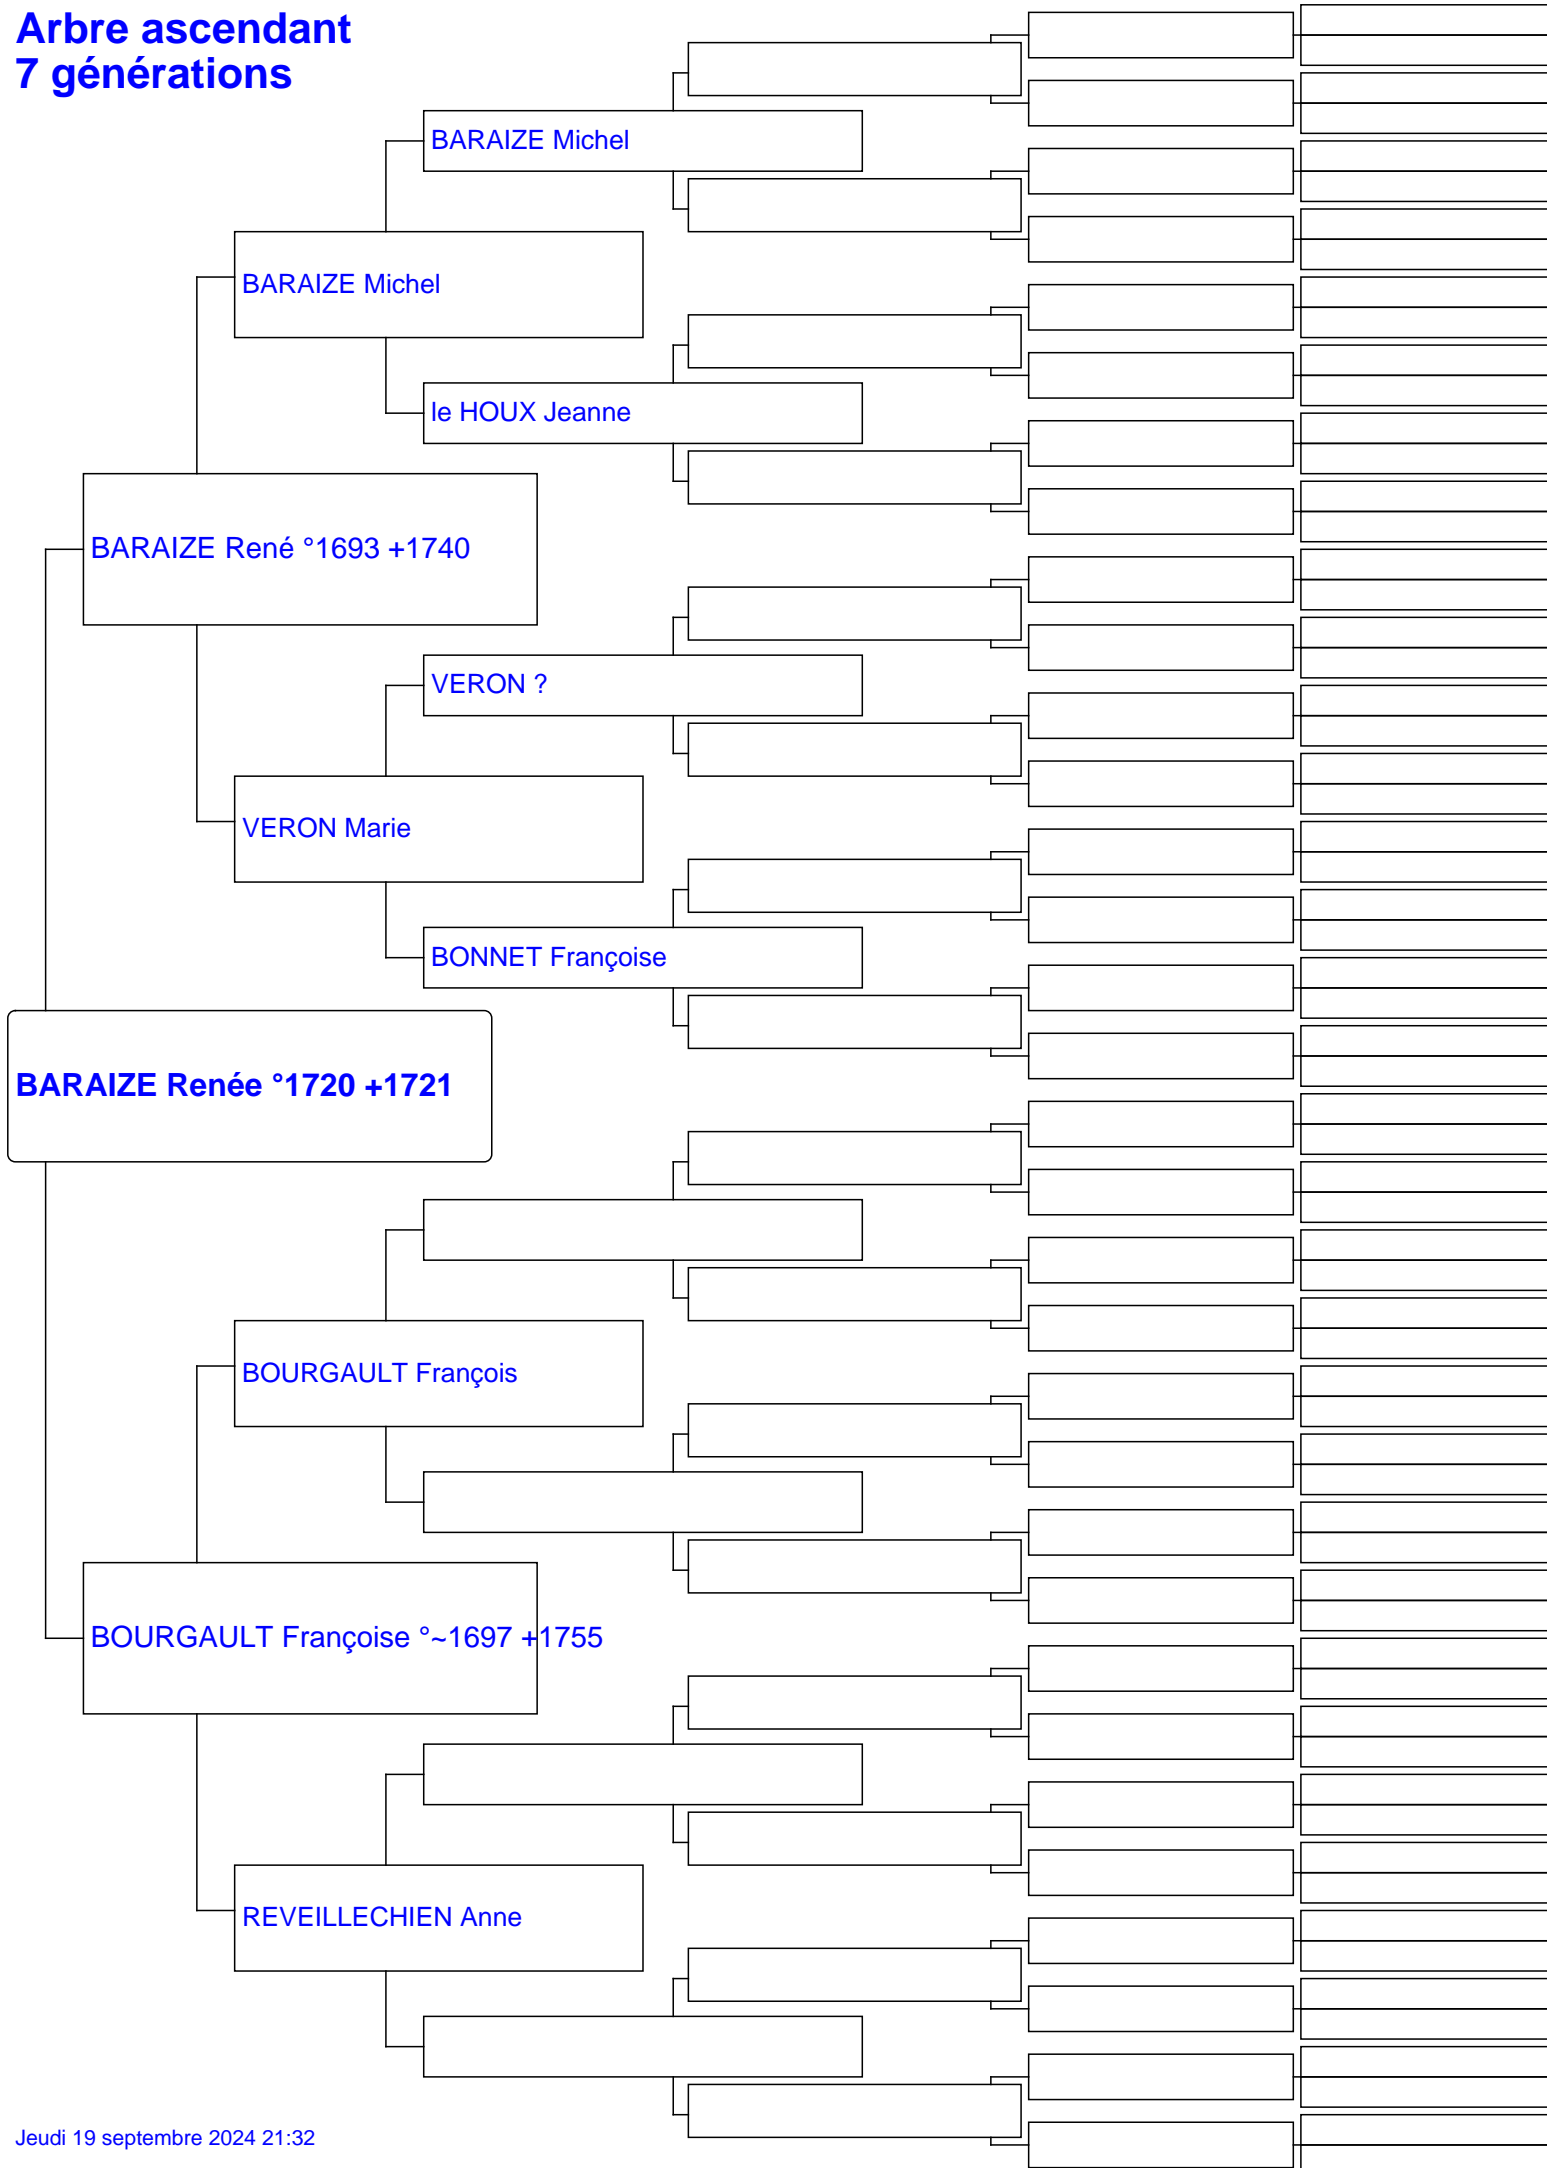 Arbre ascendant
7 générations
BARAIZE Michel
BARAIZE Michel
le HOUX Jeanne
BARAIZE René °1693 +1740
VERON ?
VERON Marie
BONNET Françoise
BARAIZE Renée °1720 +1721
BOURGAULT François
BOURGAULT Françoise °~1697 +1755
REVEILLECHIEN Anne
Jeudi 19 septembre 2024 21:32